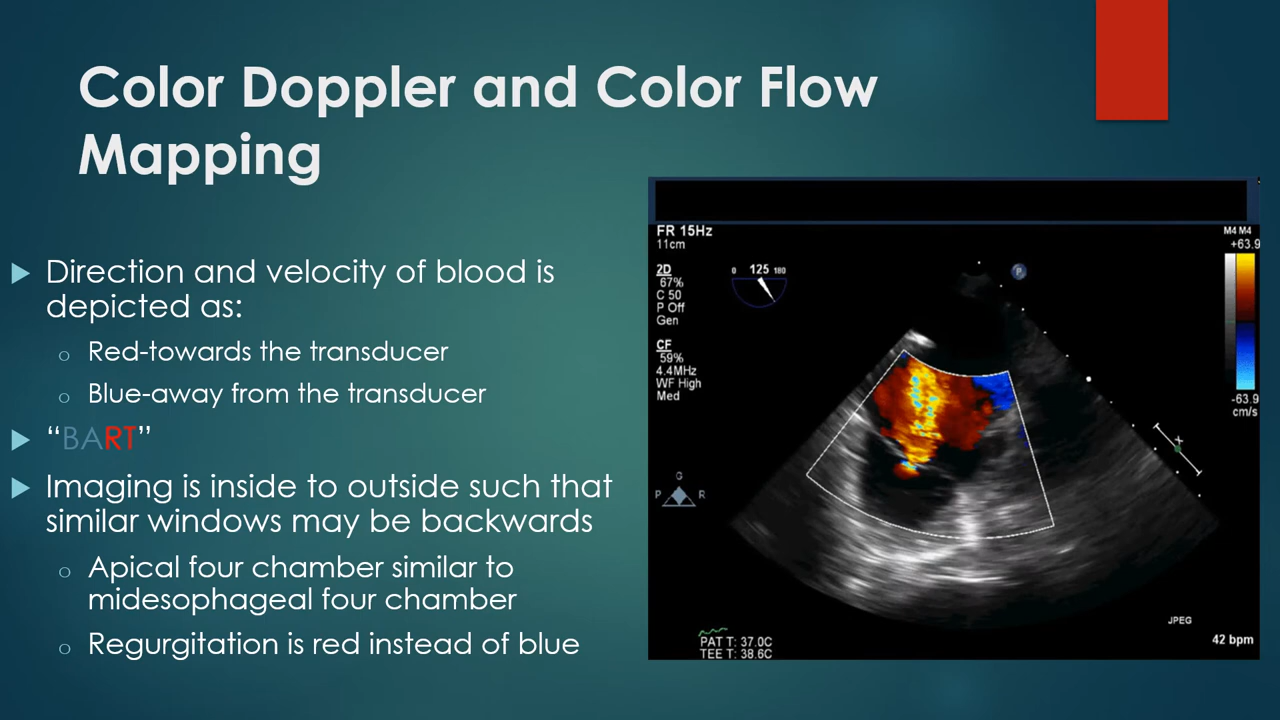 Color Doppler and Color Flow
Mapping
Direction and velocity of blood is
depicted as:
Red-towards the transducer
Blue-away from the transducer
“BART”
Imaging is inside to outside such that
similar windows may be backwards
Apical four chamber similar to
midesophageal four chamber
Regurgitation is red instead of blue
FR 15Hz
11cm
2D
67%
C 50
P Off
Gen
CF
59%
4.4MHz
WF High
Med
0 125 180
P
M4 M4
+63.9
-63.9
cm/s
X
G
P R
PAT T: 37.0C
TEE T: 38.6C
JPEG
42 bpm